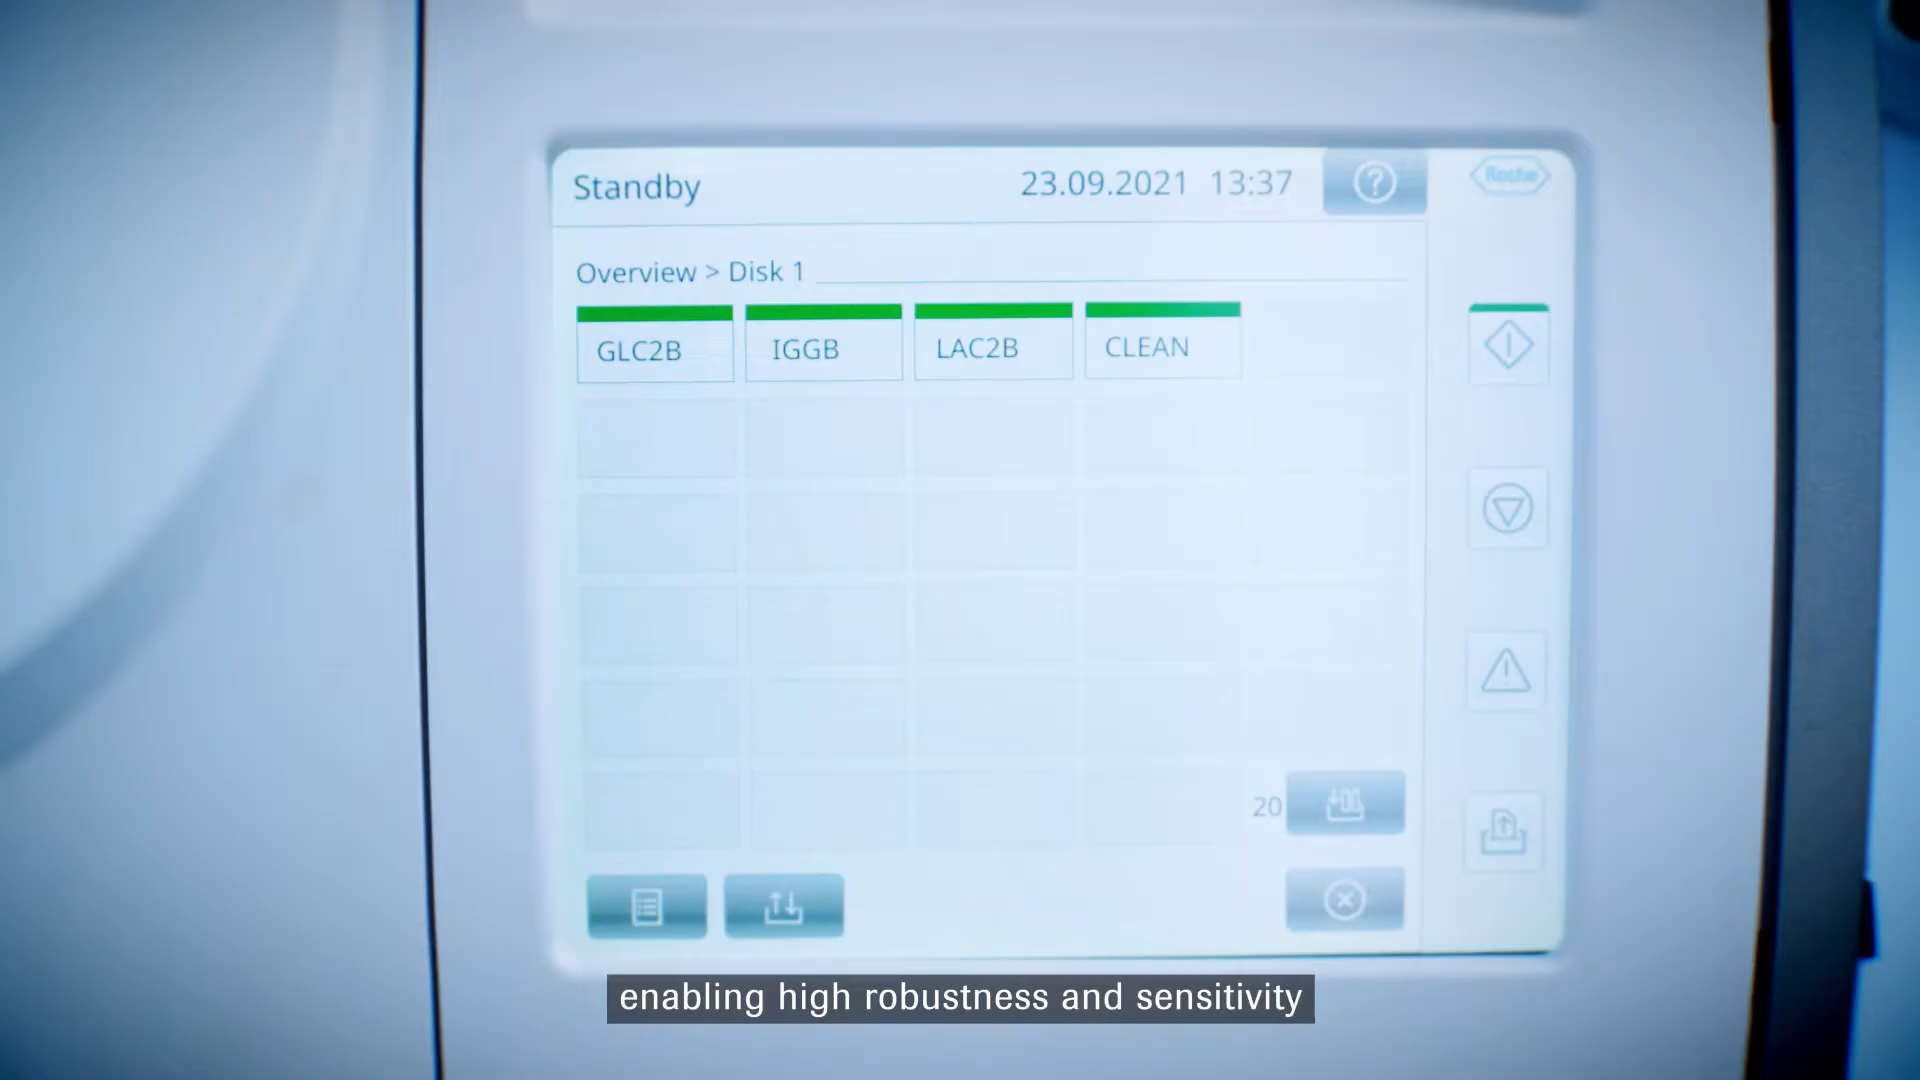 Standby
23.09.2021 13:37
Roche
Overview > Disk 1
GLC2B
IGGB
LAC2B
CLEAN
20
enabling high robustness and sensitivity